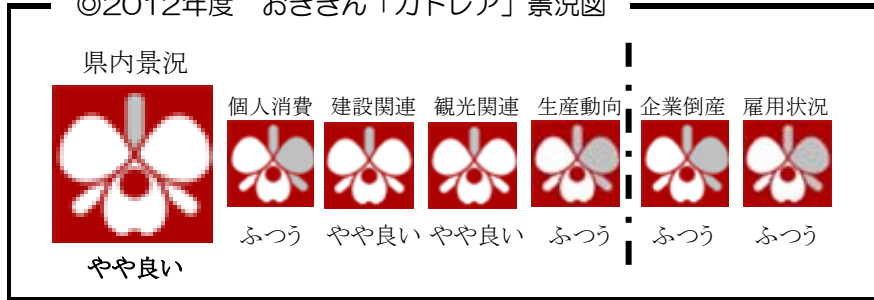 ◎2012年度 おきぎん「カトレア」景況図
県内景況
個人消費 建設関連 観光関連 生産動向 企業倒産 雇用状況
ふつう やや良い やや良い ふつう ふつう ふつう
やや良い